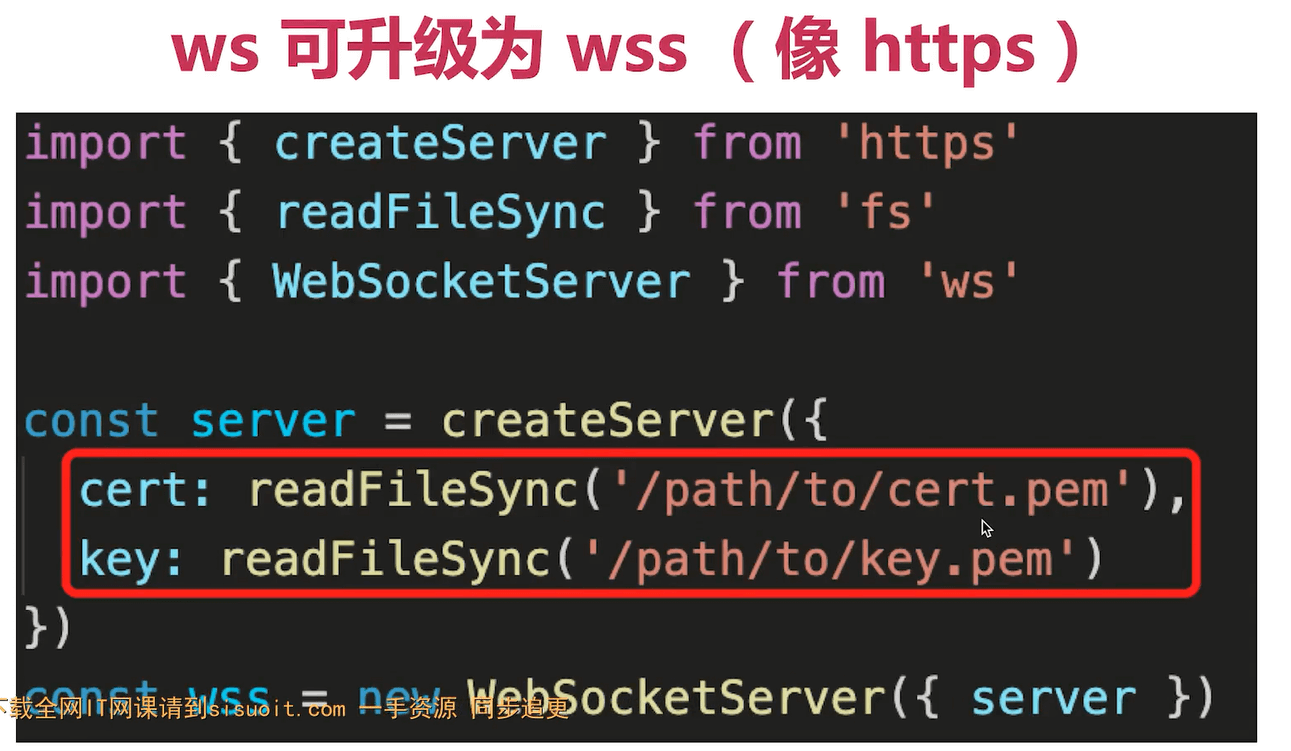 ws 可升级为 wss （像 https）
import { createServer } from 'https'
import { readFileSync } from 'fs'
import { WebSocketServer } from 'ws'
const server = createServer({
cert: readFileSync('/path/to/cert.pem'),
key: readFileSync('/path/to/key.pem')
})
const wss = new WebSocketServer({ server })
下载全网IT网课请到sisuoit.com 一手资源 同步追更